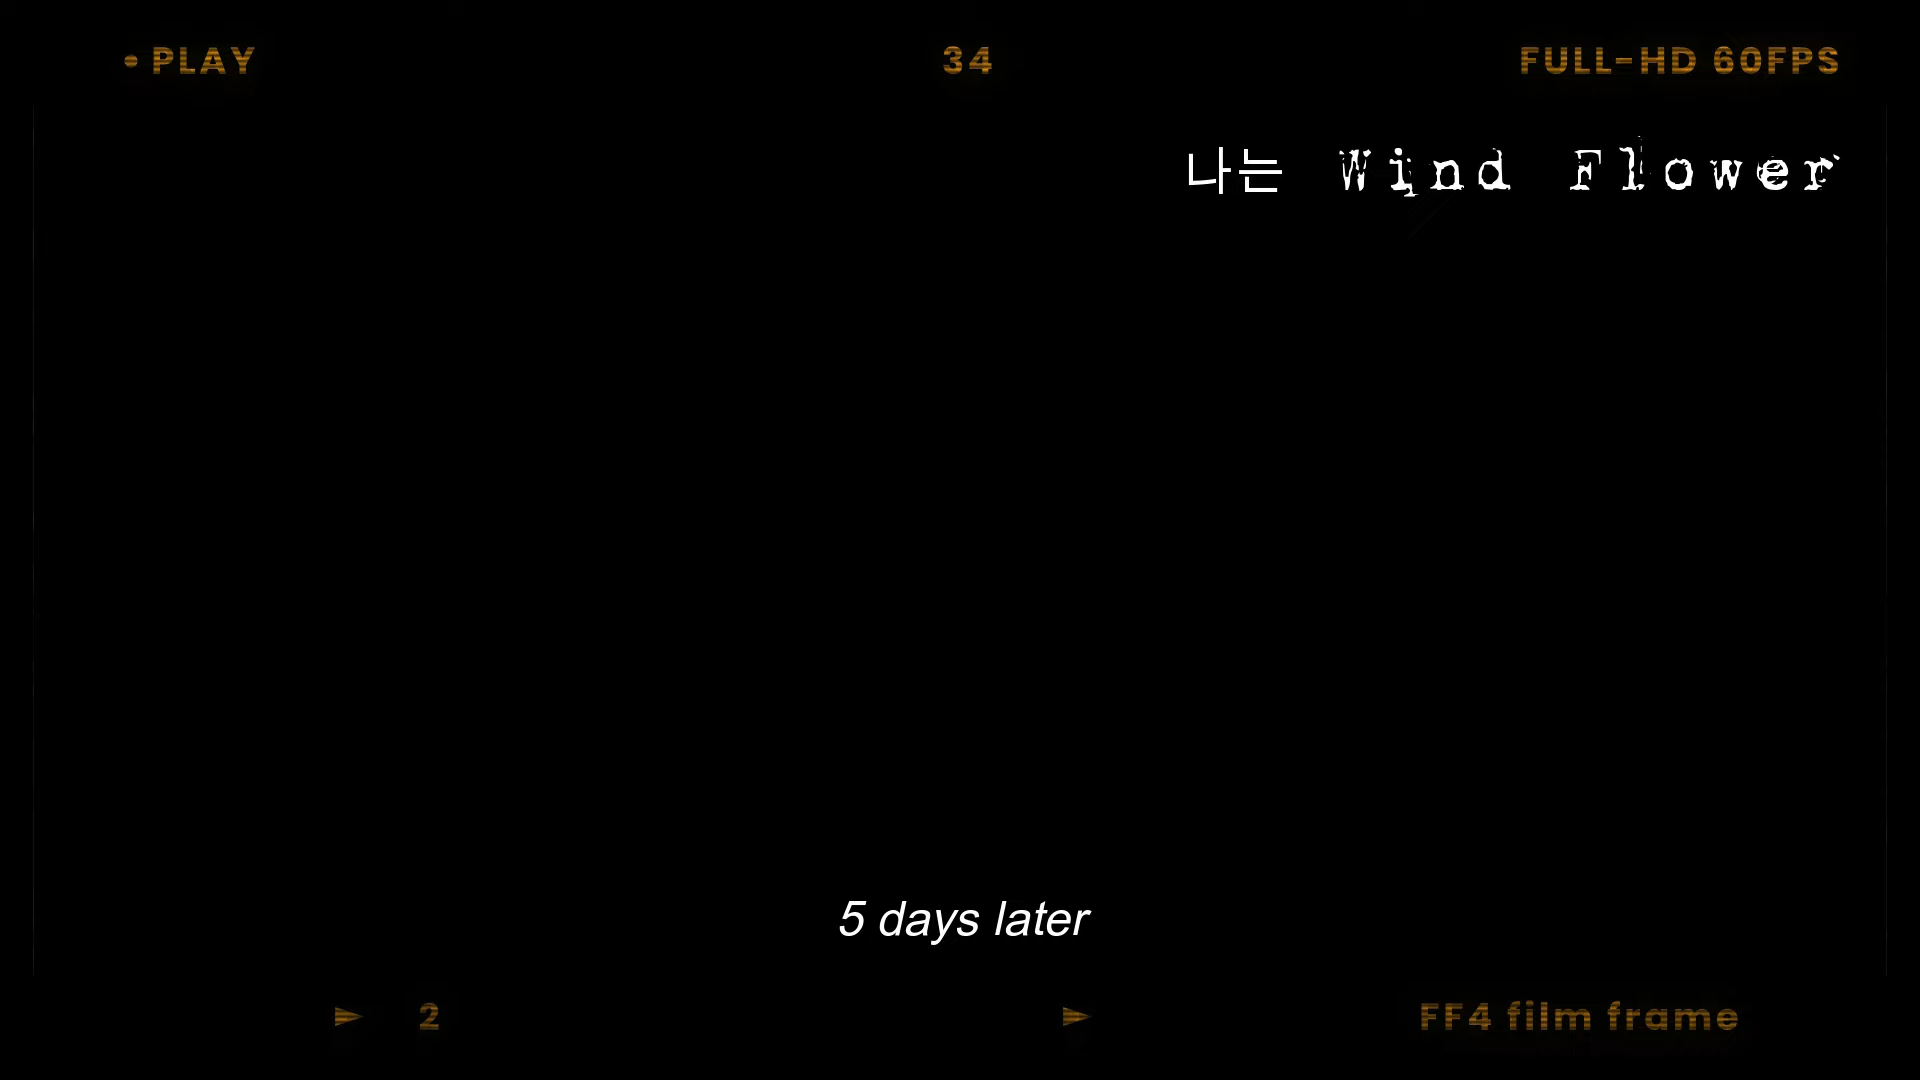 • PLAY 34 FULL-HD 60FPS
나는 Wind Flower
5 days later
► 2 ► FF4 film frame